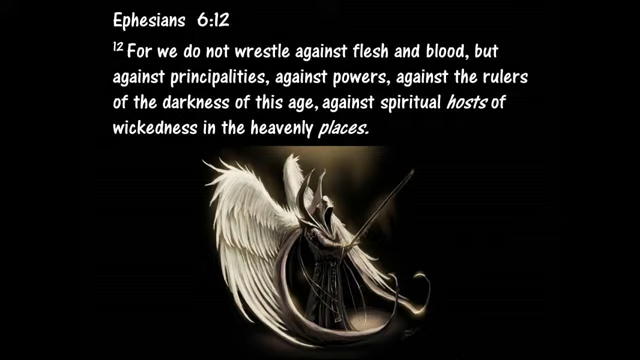 Ephesians 6:12
12 For we do not wrestle against flesh and blood, but
against principalities, against powers, against the rulers
of the darkness of this age, against spiritual hosts of
wickedness in the heavenly places.